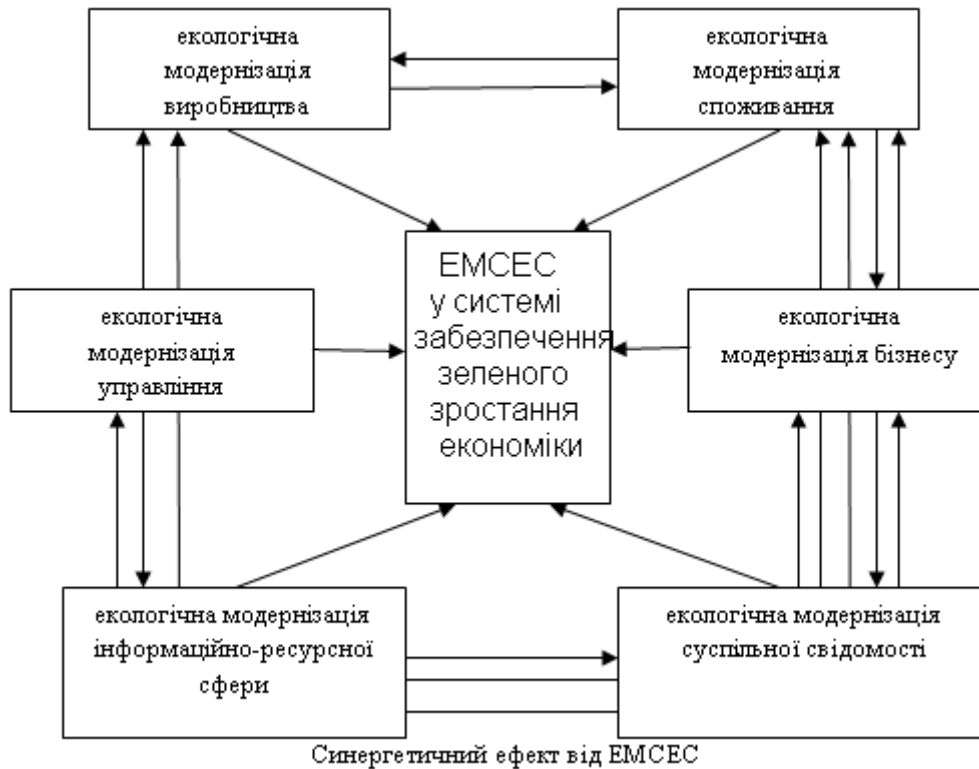 екологічна
модернізація
виробництва
екологічна
модернізація
споживання
ЕМСЕС
у системі
забезпечення
зеленого
зростання
економіки
екологічна
модернізація
управління
екологічна
модернізація бізнесу
екологічна модернізація
інформаційно-ресурсної
сфери
екологічна модернізація
суспільної свідомості
Синергетичний ефект від ЕМСЕС